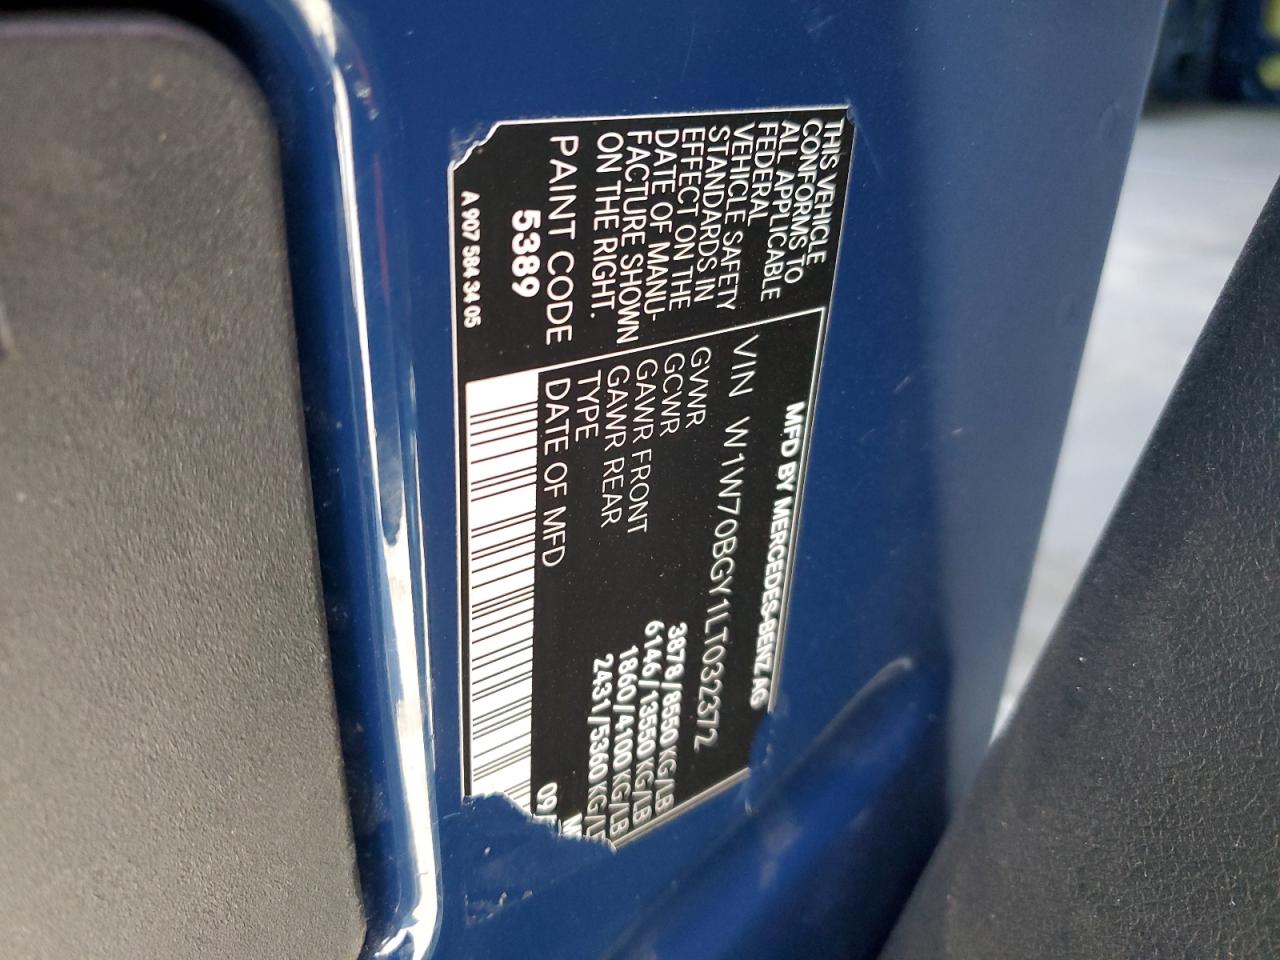 THIS VEHICLE
CONFORMS TO
ALL APPLICABLE
FEDERAL
VEHICLE SAFETY
STANDARDS IN
EFFECT ON THE
DATE OF MANU-
FACTURE SHOWN
ON THE RIGHT.
PAINT CODE
5389
A 907 584 34 05
MFD BY MERCEDES-BENZ AG
VIN W1W70BGY1LT032372
GVWR 3878/8550 KG/LB
GCWR 6146/13550 KG/LB
GAWR FRONT 1860/4100 KG/LB
GAWR REAR 2431/5360 KG/L
TYPE
DATE OF MFD 09/